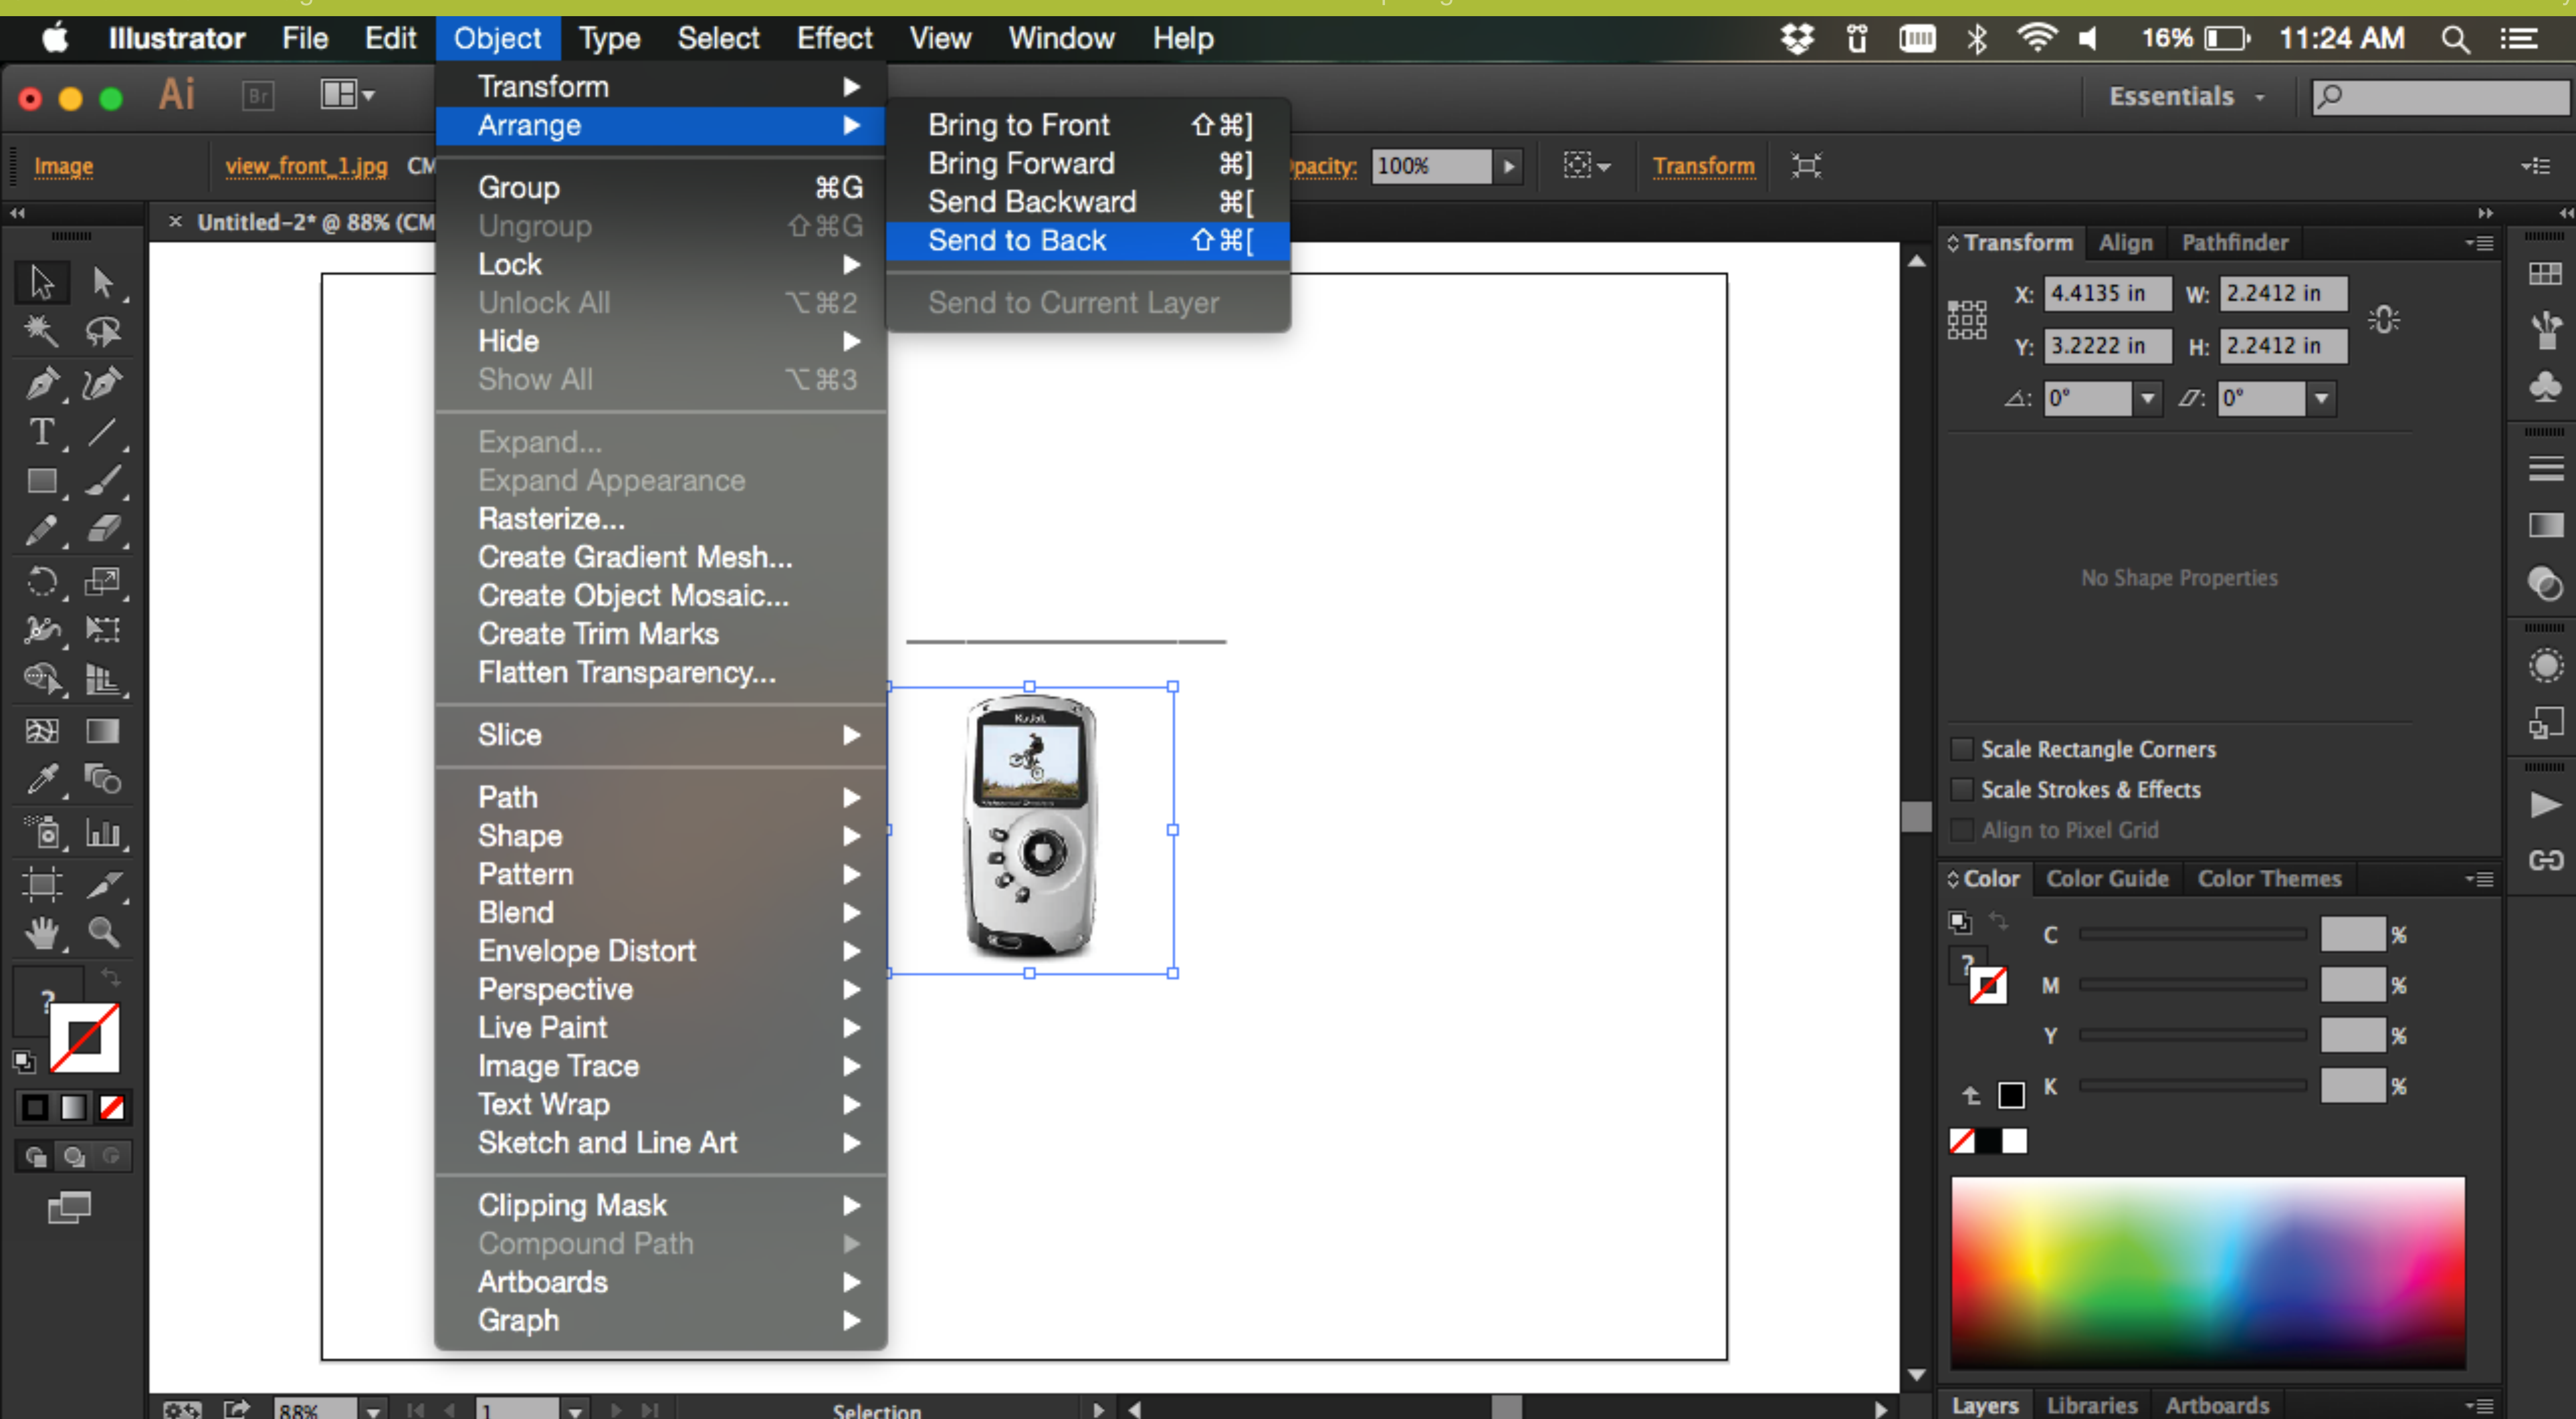 Illustrator File Edit Object Type Select Effect View Window Help 16% 11:24 AM
Ai Br Essentials
Image view_front_1.jpg CM Opacity: 100% Transform
× Untitled-2* @ 88% (CM
Transform
Arrange
Group ⌘G
Ungroup ⇧⌘G
Lock
Unlock All ⌥⌘2
Hide
Show All ⌥⌘3
Expand...
Expand Appearance
Rasterize...
Create Gradient Mesh...
Create Object Mosaic...
Create Trim Marks
Flatten Transparency...
Slice
Path
Shape
Pattern
Blend
Envelope Distort
Perspective
Live Paint
Image Trace
Text Wrap
Sketch and Line Art
Clipping Mask
Compound Path
Artboards
Graph
Bring to Front ⇧⌘]
Bring Forward ⌘]
Send Backward ⌘[
Send to Back ⇧⌘[
Send to Current Layer
Kodak
T
?
Transform Align Pathfinder
X: 4.4135 in W: 2.2412 in
Y: 3.2222 in H: 2.2412 in
0° 0°
No Shape Properties
Scale Rectangle Corners
Scale Strokes & Effects
Align to Pixel Grid
Color Color Guide Color Themes
?
C %
M %
Y %
K %
Layers Libraries Artboards
88% 1 Selection